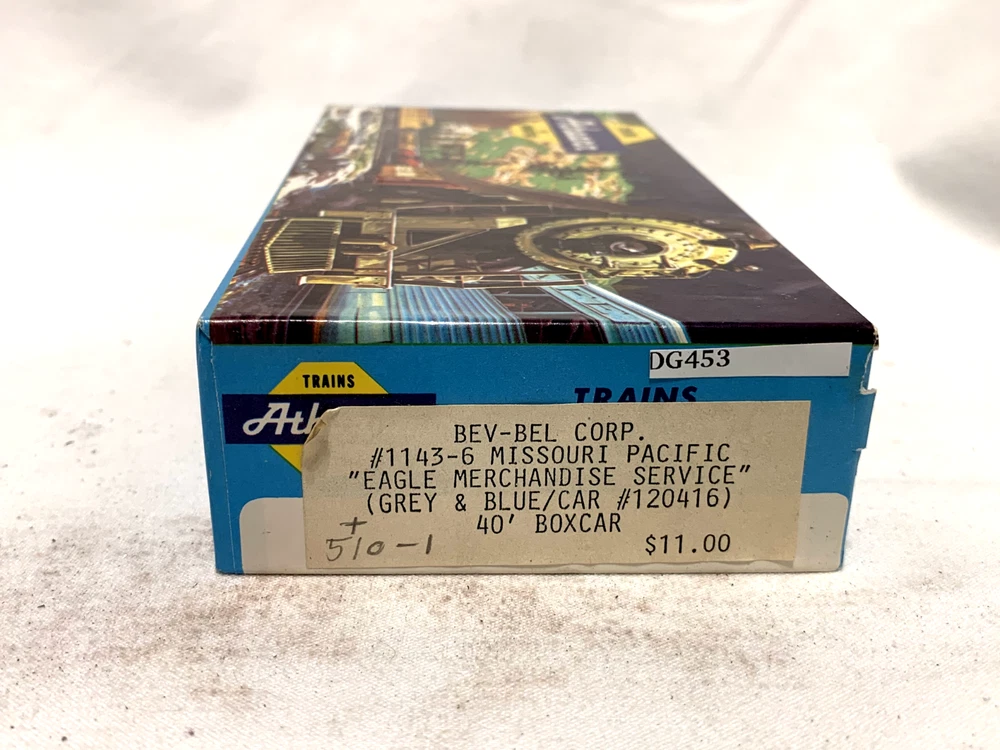 DG453
TRAINS
TRAINS
Ath
BEV-BEL CORP.
#1143-6 MISSOURI PACIFIC
"EAGLE MERCHANDISE SERVICE"
(GREY & BLUE/CAR #120416)
40' BOXCAR
+
510-1
$11.00